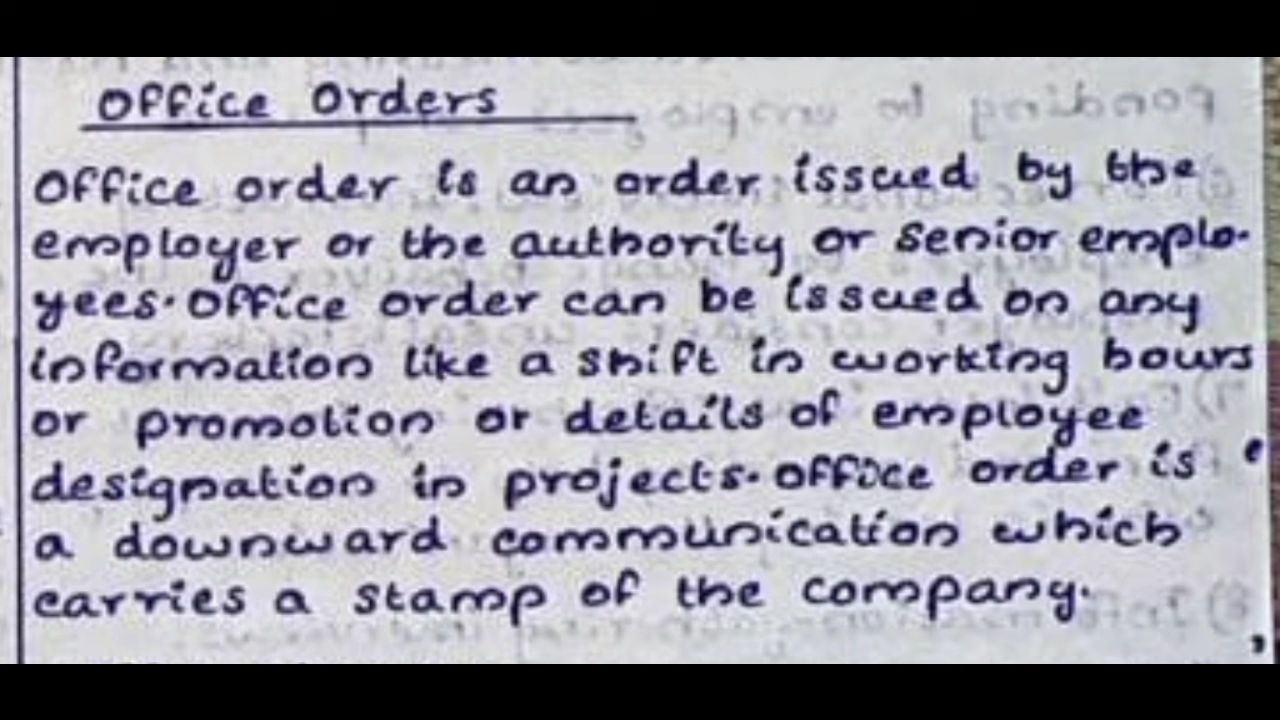 Office Orders
Office order is an order issued by the
employer or the authority or senior emplo-
yees. Office order can be issued on any
information like a shift in working hours
or promotion or details of employee
designation in projects. Office order is
a downward communication which
carries a stamp of the company.